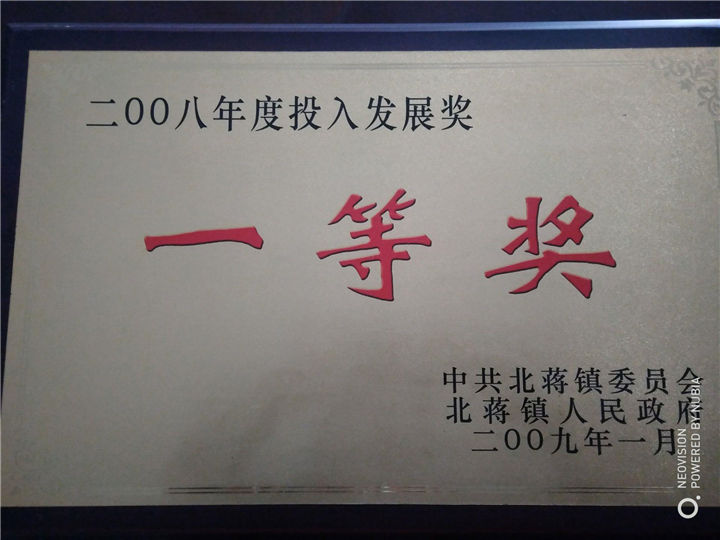 二00八年度投入发展奖
一等奖
中共北蒋镇委员会
北蒋镇人民政府
二00九年一月
NEOVISION
POWERED BY NUBIA